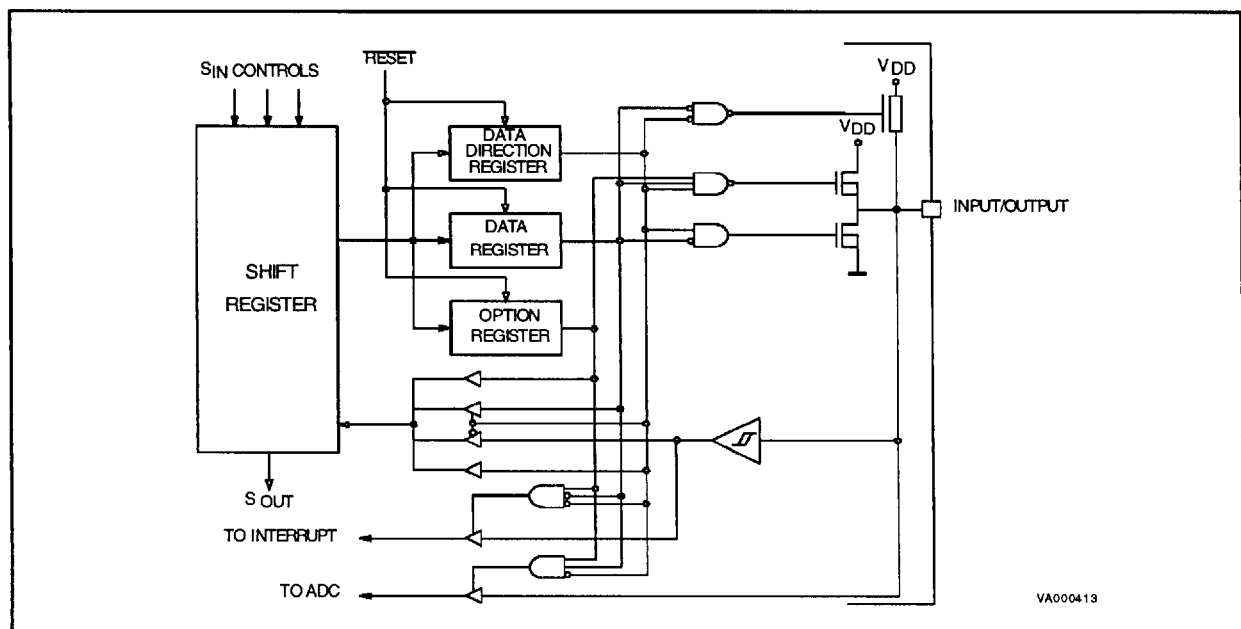 SIN CONTROLS
RESET
VDD
VDD
DATA
DIRECTION
REGISTER
DATA
REGISTER
INPUT/OUTPUT
SHIFT
REGISTER
OPTION
REGISTER
S OUT
TO INTERRUPT
TO ADC
VA000413